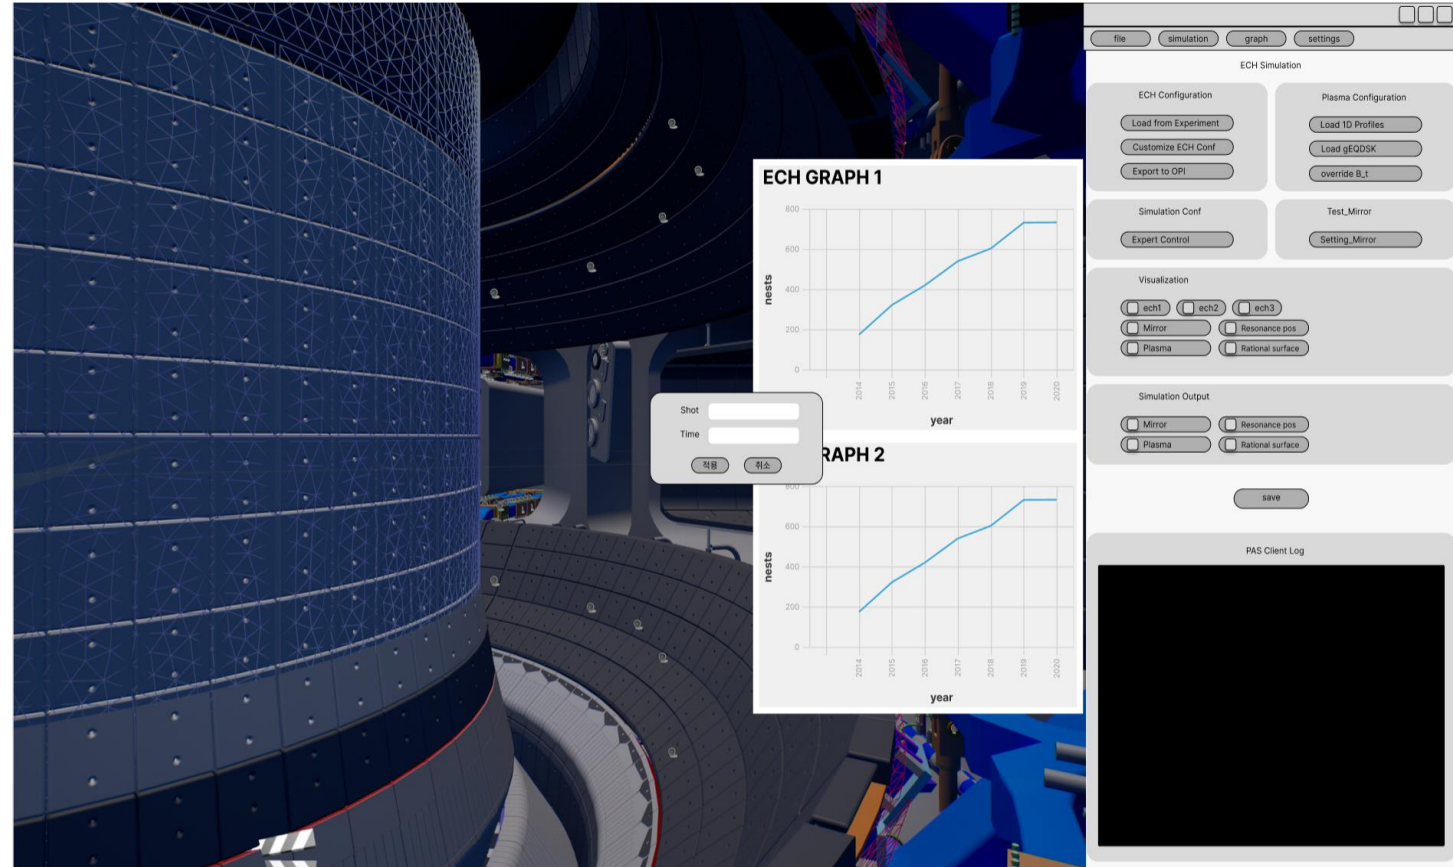 file simulation graph settings
ECH Simulation
ECH Configuration
Load from Experiment
Customize ECH Conf
Export to OPI
Plasma Configuration
Load 1D Profiles
Load gEQDSK
override B_t
Simulation Conf
Expert Control
Test_Mirror
Setting_Mirror
Visualization
ech1 ech2 ech3
Mirror Resonance pos
Plasma Rational surface
Simulation Output
Mirror Resonance pos
Plasma Rational surface
save
PAS Client Log
ECH GRAPH 1
800
600
400
200
0
nests
2014 2015 2016 2017 2018 2019 2020
year
Shot
Time
적용 취소
RAPH 2
800
600
400
200
0
nests
2014 2015 2016 2017 2018 2019 2020
year